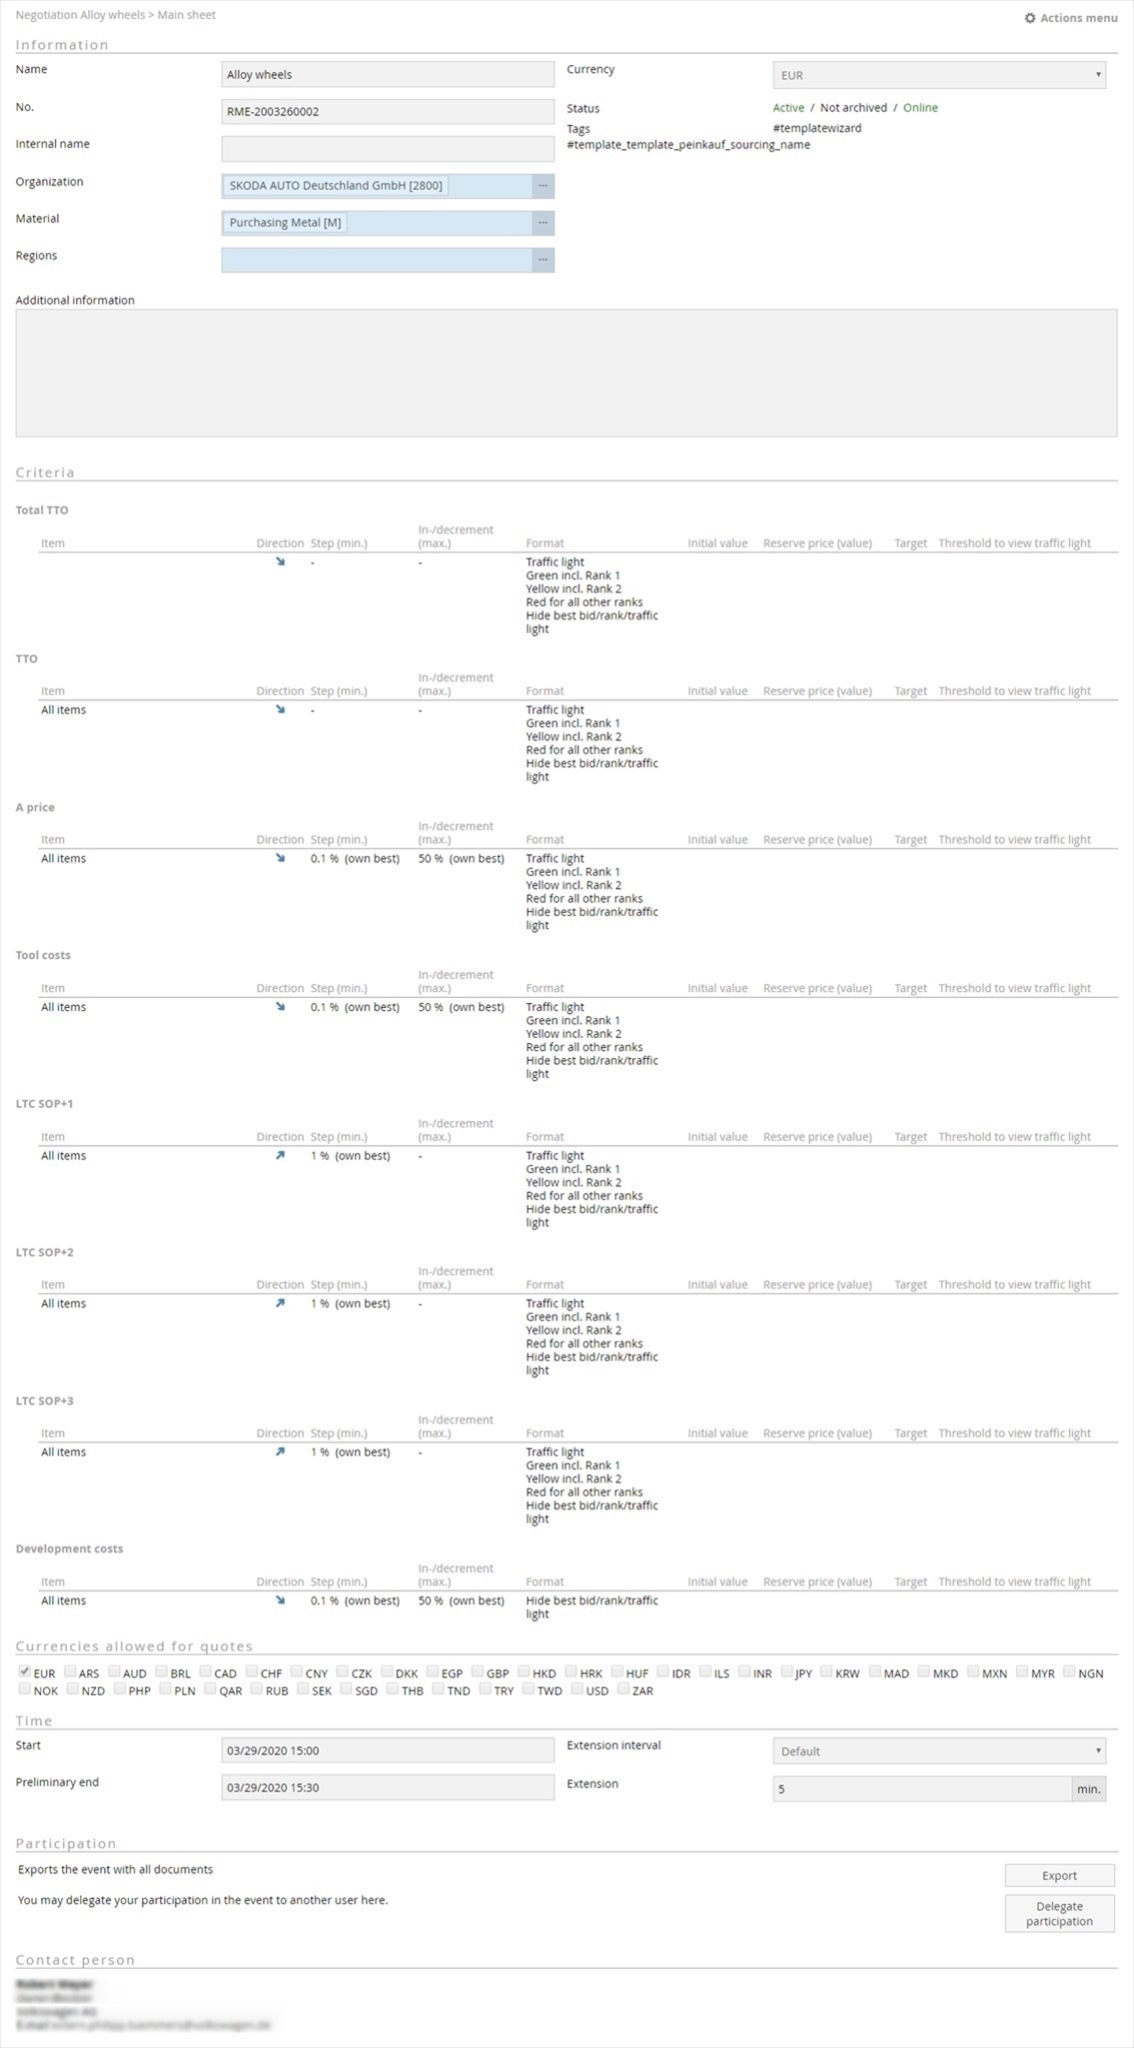 Negotiation Alloy wheels > Main sheet
Actions menu
Information
Name Alloy wheels Currency EUR
No. RME-2003260002 Status Active / Not archived / Online
Tags #templatewizard
Internal name #template_template_peinkauf_sourcing_name
Organization SKODA AUTO Deutschland GmbH [2800] ...
Material Purchasing Metal [M] ...
Regions ...
Additional information
Criteria
Total TTO
In-/decrement
Item Direction Step (min.) (max.) Format Initial value Reserve price (value) Target Threshold to view traffic light
- - Traffic light
Green incl. Rank 1
Yellow incl. Rank 2
Red for all other ranks
Hide best bid/rank/traffic
light
TTO
In-/decrement
Item Direction Step (min.) (max.) Format Initial value Reserve price (value) Target Threshold to view traffic light
All items - - Traffic light
Green incl. Rank 1
Yellow incl. Rank 2
Red for all other ranks
Hide best bid/rank/traffic
light
A price
In-/decrement
Item Direction Step (min.) (max.) Format Initial value Reserve price (value) Target Threshold to view traffic light
All items 0.1 % (own best) 50 % (own best) Traffic light
Green incl. Rank 1
Yellow incl. Rank 2
Red for all other ranks
Hide best bid/rank/traffic
light
Tool costs
In-/decrement
Item Direction Step (min.) (max.) Format Initial value Reserve price (value) Target Threshold to view traffic light
All items 0.1 % (own best) 50 % (own best) Traffic light
Green incl. Rank 1
Yellow incl. Rank 2
Red for all other ranks
Hide best bid/rank/traffic
light
LTC SOP+1
In-/decrement
Item Direction Step (min.) (max.) Format Initial value Reserve price (value) Target Threshold to view traffic light
All items 1 % (own best) - Traffic light
Green incl. Rank 1
Yellow incl. Rank 2
Red for all other ranks
Hide best bid/rank/traffic
light
LTC SOP+2
In-/decrement
Item Direction Step (min.) (max.) Format Initial value Reserve price (value) Target Threshold to view traffic light
All items 1 % (own best) - Traffic light
Green incl. Rank 1
Yellow incl. Rank 2
Red for all other ranks
Hide best bid/rank/traffic
light
LTC SOP+3
In-/decrement
Item Direction Step (min.) (max.) Format Initial value Reserve price (value) Target Threshold to view traffic light
All items 1 % (own best) - Traffic light
Green incl. Rank 1
Yellow incl. Rank 2
Red for all other ranks
Hide best bid/rank/traffic
light
Development costs
In-/decrement
Item Direction Step (min.) (max.) Format Initial value Reserve price (value) Target Threshold to view traffic light
All items 0.1 % (own best) 50 % (own best) Hide best bid/rank/traffic
light
Currencies allowed for quotes
EUR ARS AUD BRL CAD CHF CNY CZK DKK EGP GBP HKD HRK HUF IDR ILS INR JPY KRW MAD MKD MXN MYR NGN
NOK NZD PHP PLN QAR RUB SEK SGD THB TND TRY TWD USD ZAR
Time
Start 03/29/2020 15:00 Extension interval Default
Preliminary end 03/29/2020 15:30 Extension 5 min.
Participation
Exports the event with all documents Export
You may delegate your participation in the event to another user here. Delegate
participation
Contact person